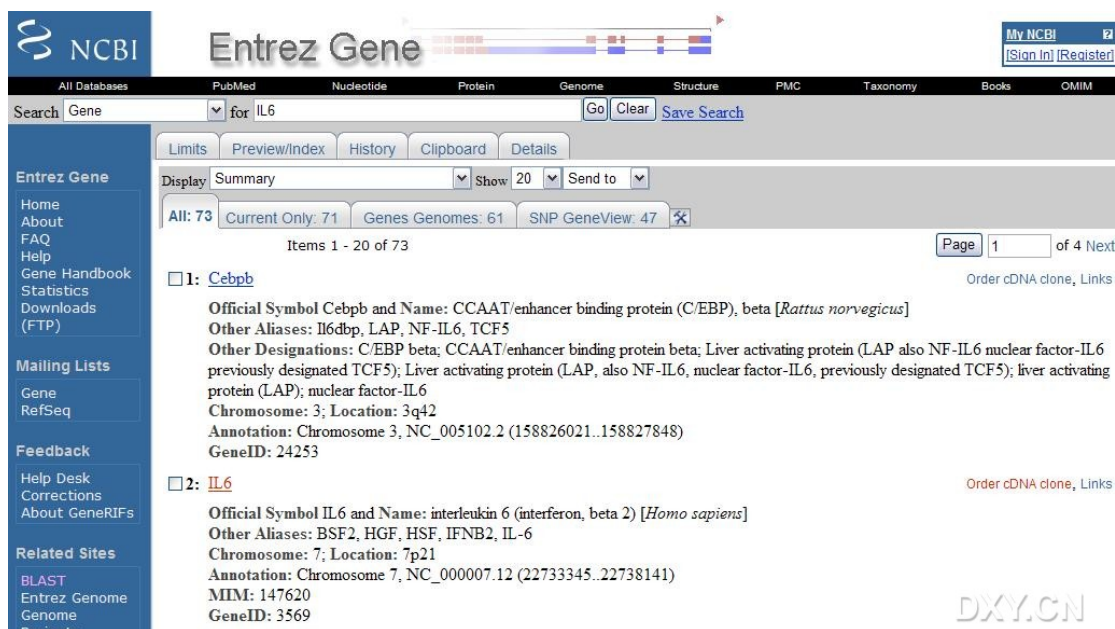 NCBI
Entrez Gene
My NCBI
[Sign In] [Register]
All Databases PubMed Nucleotide Protein Genome Structure PMC Taxonomy Books OMIM
Search Gene for IL6 Go Clear Save Search
Limits Preview/Index History Clipboard Details
Display Summary Show 20 Send to
All: 73 Current Only: 71 Genes Genomes: 61 SNP GeneView: 47
Items 1 - 20 of 73 Page 1 of 4 Next
Entrez Gene
Home
About
FAQ
Help
Gene Handbook
Statistics
Downloads
(FTP)
Mailing Lists
Gene
RefSeq
Feedback
Help Desk
Corrections
About GeneRIFs
Related Sites
BLAST
Entrez Genome
Genome
1: Cebpb Order cDNA clone, Links
Official Symbol Cebpb and Name: CCAAT/enhancer binding protein (C/EBP), beta [Rattus norvegicus]
Other Aliases: Il6dbp, LAP, NF-IL6, TCF5
Other Designations: C/EBP beta; CCAAT/enhancer binding protein beta; Liver activating protein (LAP also NF-IL6 nuclear factor-IL6
previously designated TCF5); Liver activating protein (LAP, also NF-IL6, nuclear factor-IL6, previously designated TCF5); liver activating
protein (LAP); nuclear factor-IL6
Chromosome: 3; Location: 3q42
Annotation: Chromosome 3, NC_005102.2 (158826021..158827848)
GeneID: 24253
2: IL6 Order cDNA clone, Links
Official Symbol IL6 and Name: interleukin 6 (interferon, beta 2) [Homo sapiens]
Other Aliases: BSF2, HGF, HSF, IFNB2, IL-6
Chromosome: 7; Location: 7p21
Annotation: Chromosome 7, NC_000007.12 (22733345..22738141)
MIM: 147620
GeneID: 3569
DXY.CN